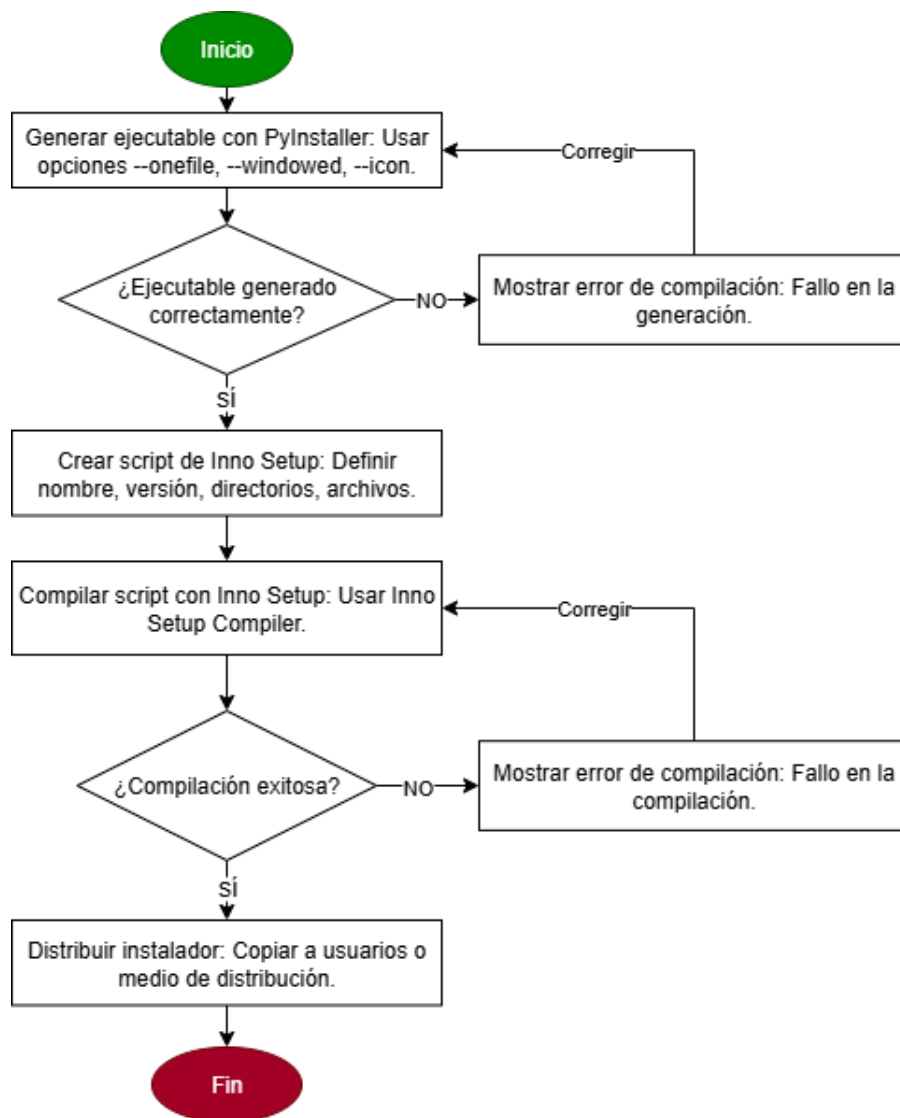 Inicio
Generar ejecutable con PyInstaller: Usar
opciones --onefile, --windowed, --icon.
Corregir
¿Ejecutable generado
correctamente?
NO
Mostrar error de compilación: Fallo en la
generación.
SÍ
Crear script de Inno Setup: Definir
nombre, versión, directorios, archivos.
Compilar script con Inno Setup: Usar Inno
Setup Compiler.
Corregir
¿Compilación exitosa?
NO
Mostrar error de compilación: Fallo en la
compilación.
SÍ
Distribuir instalador: Copiar a usuarios o
medio de distribución.
Fin